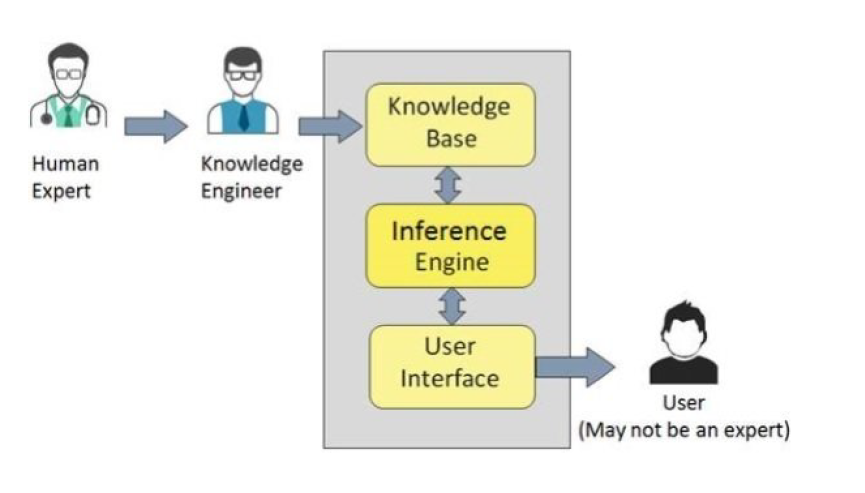 Human
Expert
Knowledge
Engineer
Knowledge
Base
Inference
Engine
User
Interface
User
(May not be an expert)